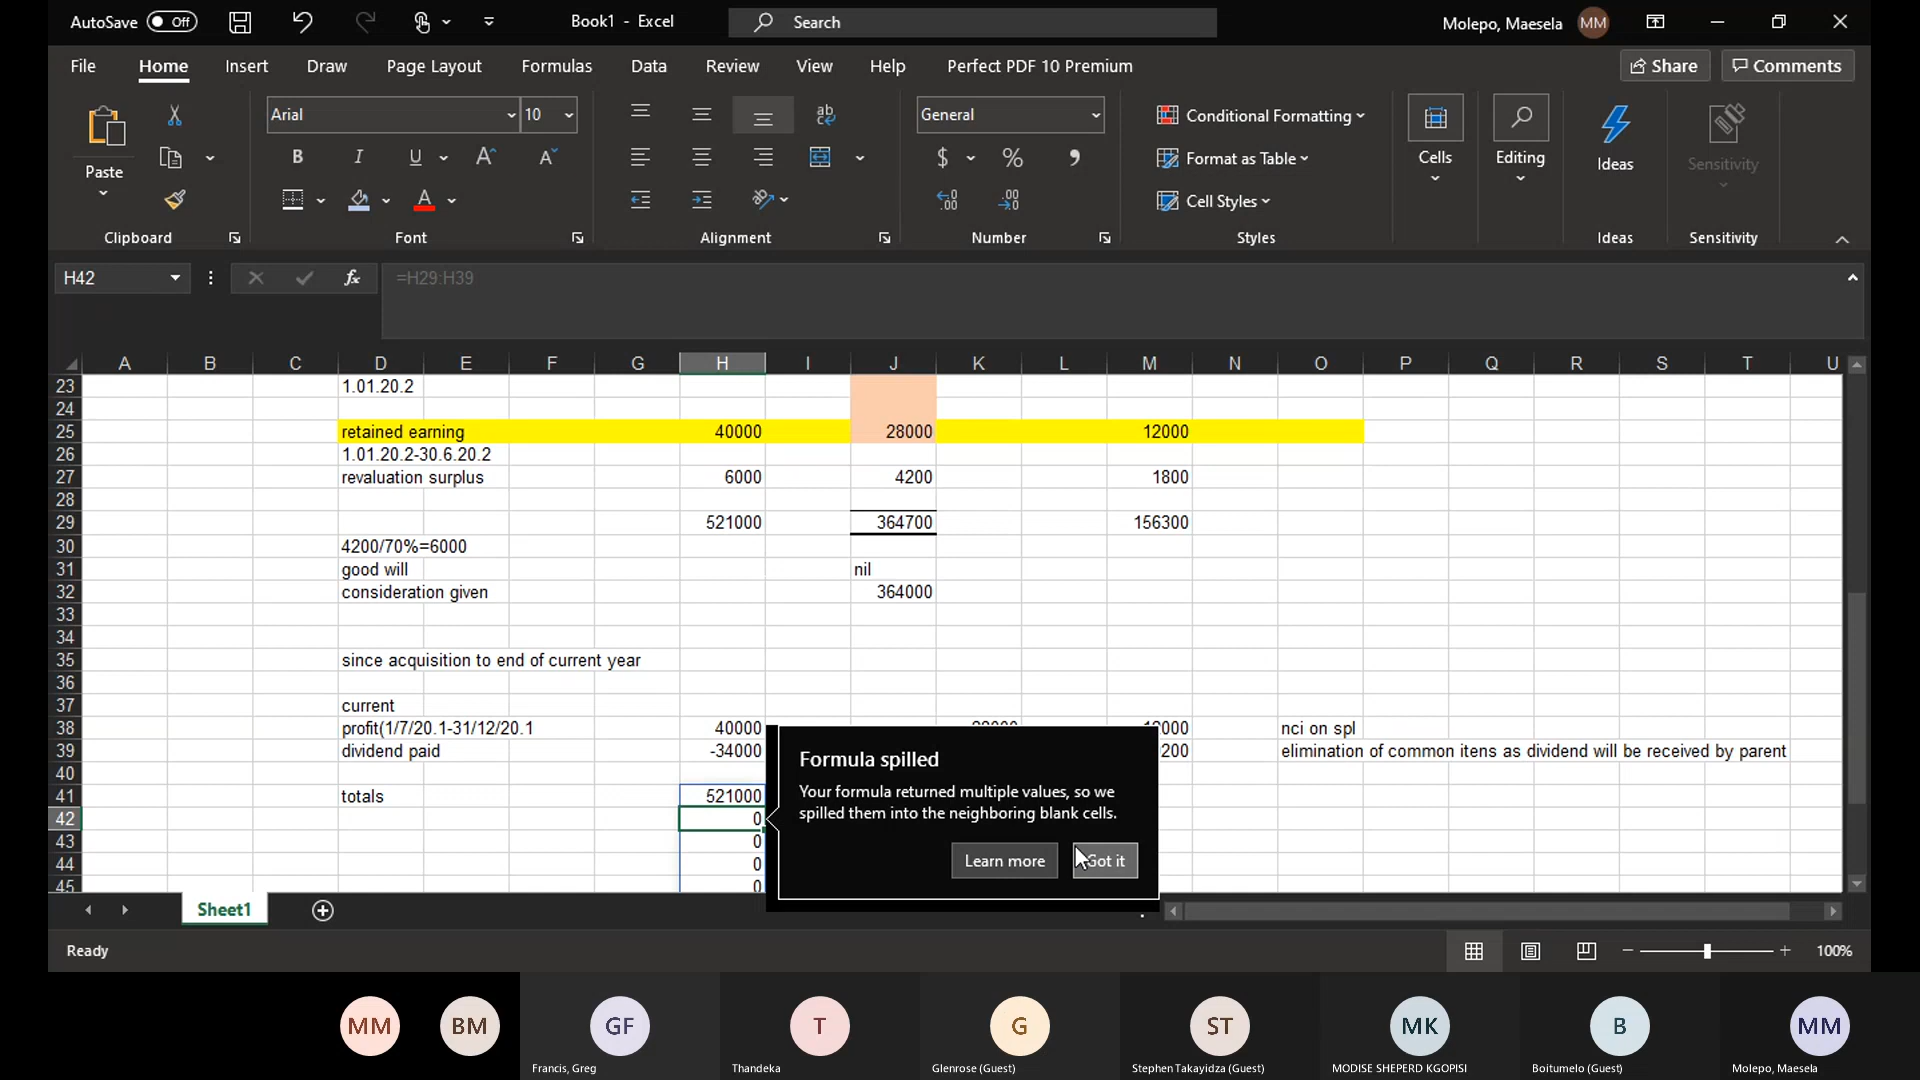 AutoSave Off Book1 - Excel Search Molepo, Maesela MM
File Home Insert Draw Page Layout Formulas Data Review View Help Perfect PDF 10 Premium Share Comments
Paste Arial 10 General Conditional Formatting Format as Table Cell Styles Cells Editing Ideas Sensitivity
Clipboard Font Alignment Number Styles Ideas Sensitivity
H42 fx =H29:H39
A B C D E F G H I J K L M N O P Q R S T U
23 1.01.20.2
24
25 retained earning 40000 28000 12000
26 1.01.20.2-30.6.20.2
27 revaluation surplus 6000 4200 1800
28
29 521000 364700 156300
30 4200/70%=6000
31 good will nil
32 consideration given 364000
33
34
35 since acquisition to end of current year
36
37 current
38 profit(1/7/20.1-31/12/20.1 40000 nci on spl
39 dividend paid -34000 200 elimination of common itens as dividend will be received by parent
40
41 totals 521000
42 0
43 0
44 0
45 0
Formula spilled
Your formula returned multiple values, so we
spilled them into the neighboring blank cells.
Learn more Got it
Sheet1
Ready 100%
MM BM GF T G ST MK B MM
Francis, Greg Thandeka Glenrose (Guest) Stephen Takayidza (Guest) MODISE SHEPERD KGOPISI Boitumelo (Guest) Molepo, Maesela